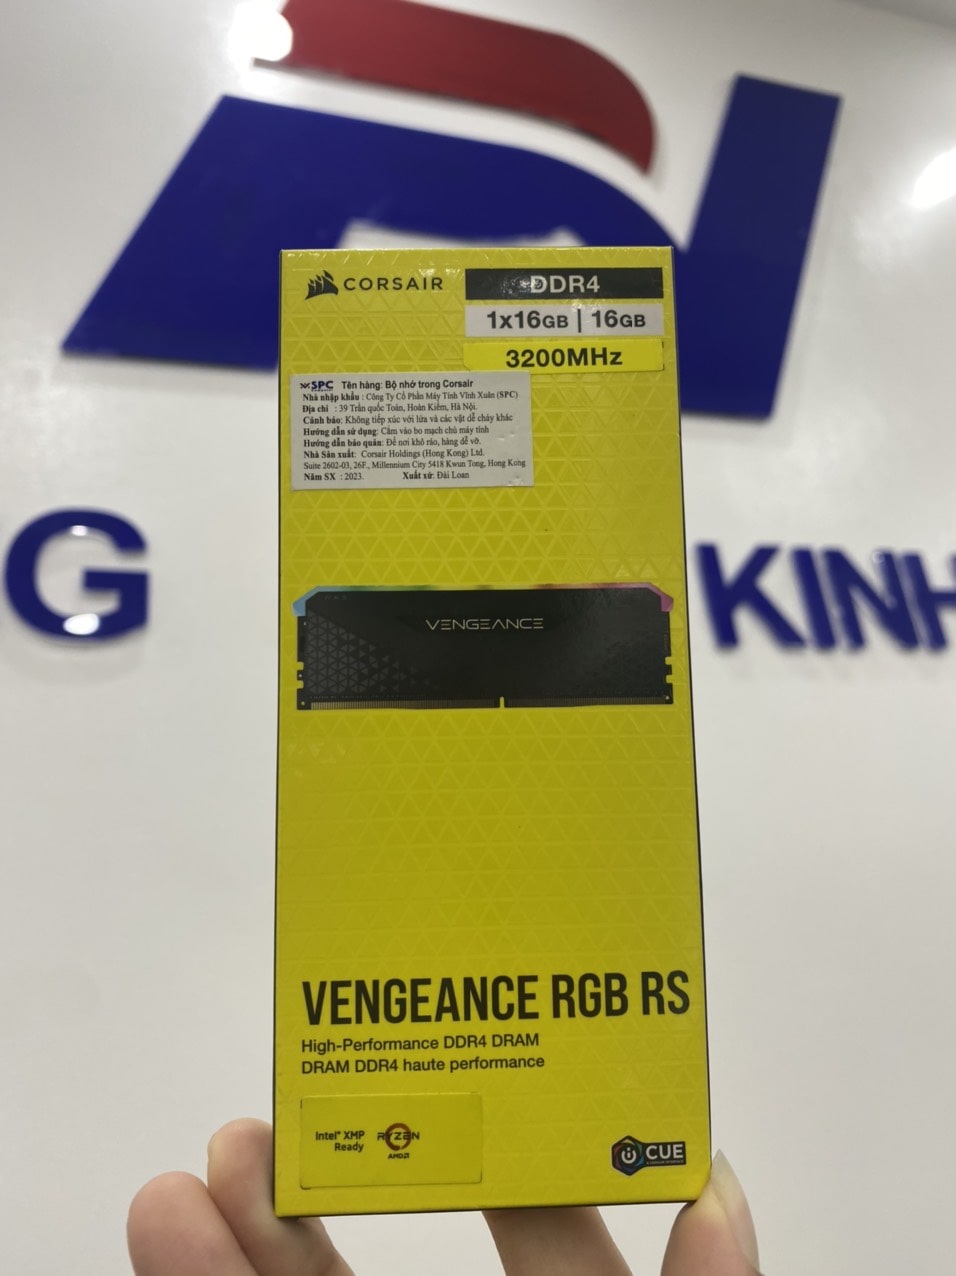 CORSAIR
DDR4
1x16GB | 16GB
3200MHz
SPC Tên hàng: Bộ nhớ trong Corsair
Nhà nhập khẩu : Công Ty Cổ Phần Máy Tính Vĩnh Xuân (SPC)
Địa chỉ : 39 Trần quốc Toản, Hoàn Kiếm, Hà Nội.
Cảnh báo: Không tiếp xúc với lửa và các vật dễ cháy khác
Hướng dẫn sử dụng: Cắm vào bo mạch chủ máy tính
Hướng dẫn bảo quản: Để nơi khô ráo, hàng dễ vỡ.
Nhà Sản xuất: Corsair Holdings (Hong Kong) Ltd.
Suite 2602-03, 26F., Millennium City 5418 Kwun Tong, Hong Kong
Năm SX : 2023. Xuất xứ: Đài Loan
G KINH
VENGEANCE
VENGEANCE RGB RS
High-Performance DDR4 DRAM
DRAM DDR4 haute performance
Intel® XMP
Ready
RYZEN
AMD
iCUE